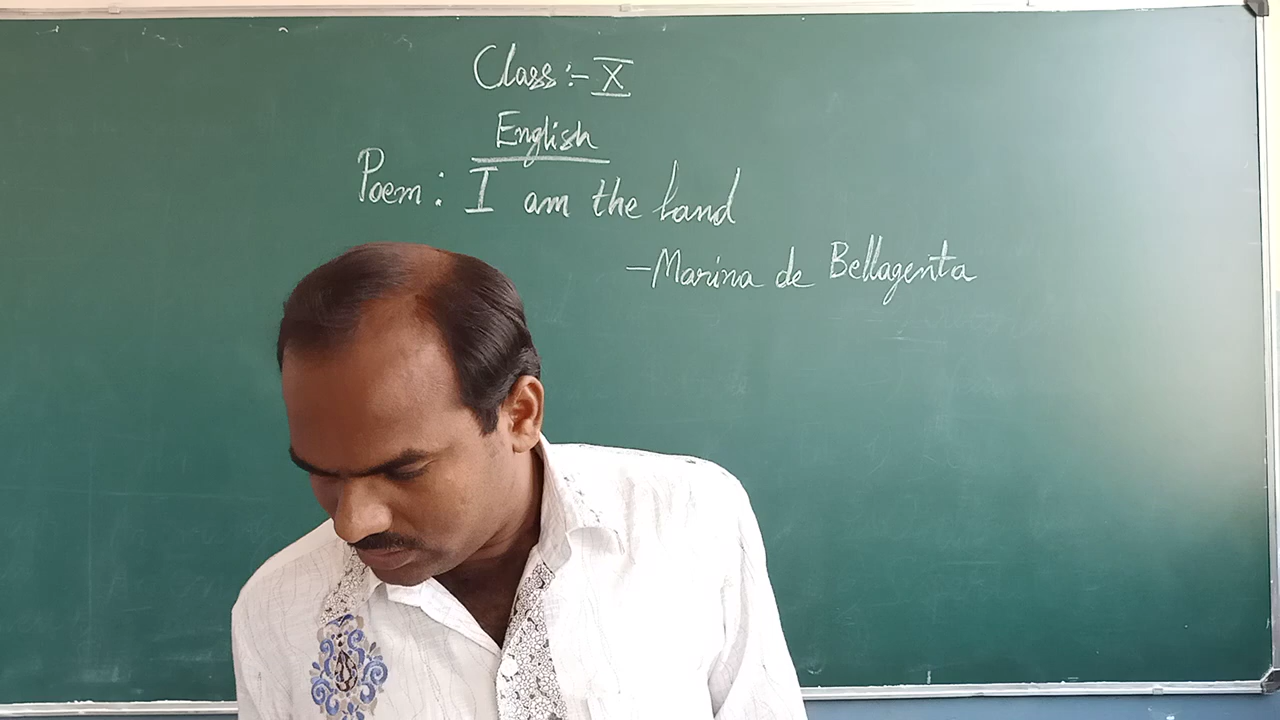 Class:- X
English
Poem: I am the land
- Marina de Bellagenta